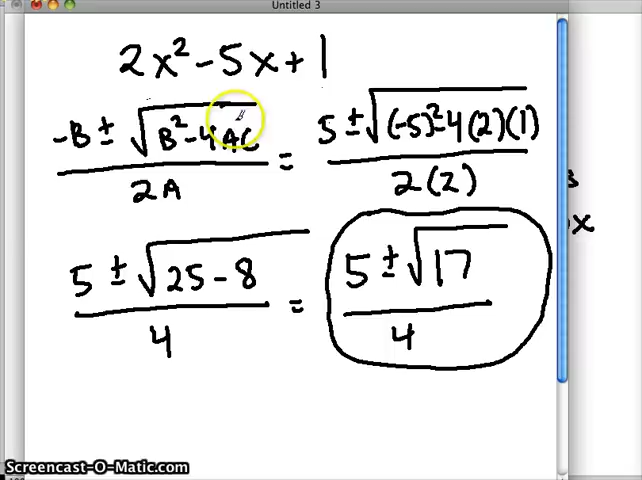 Untitled 3
2x² - 5x + 1
-B ± √(B² - 4AC) / 2A = 5 ± √((-5)² - 4(2)(1)) / 2(2)
5 ± √(25 - 8) / 4 = 5 ± √17 / 4
x
Screencast-O-Matic.com